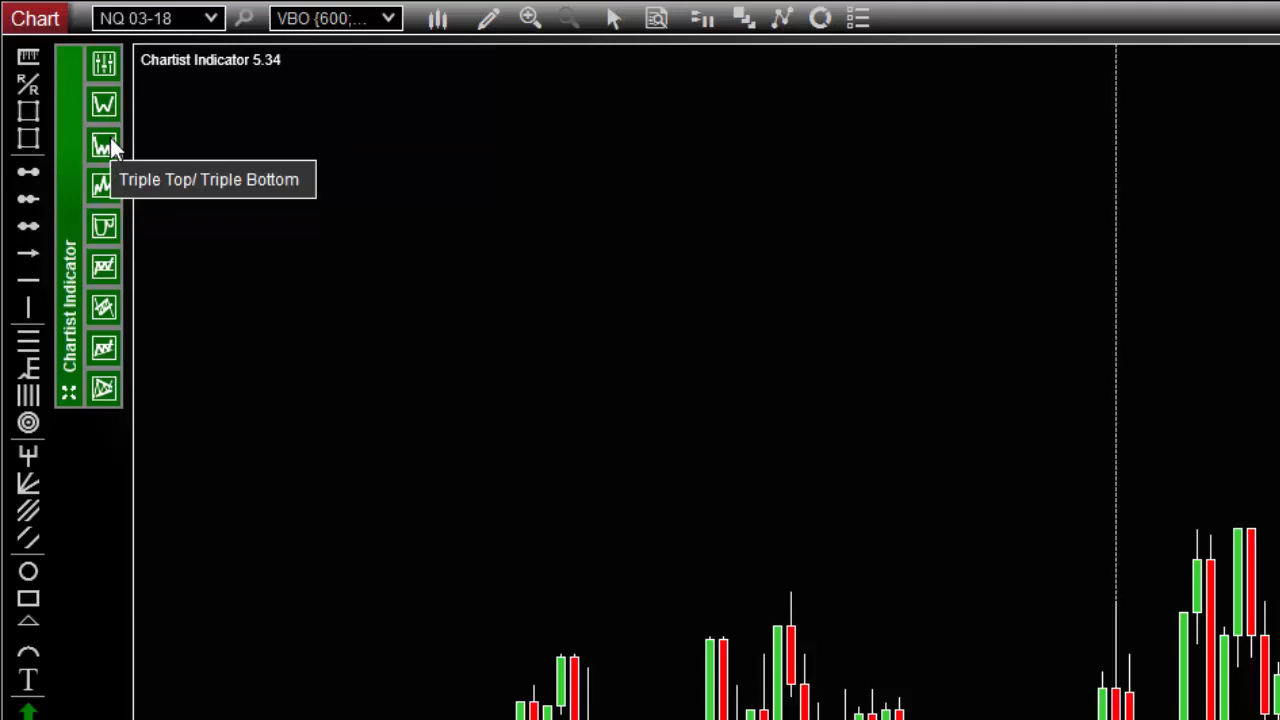 Chart
NQ 03-18
VBO {600;...
Chartist Indicator 5.34
R/R
Triple Top/ Triple Bottom
Chartist Indicator
T